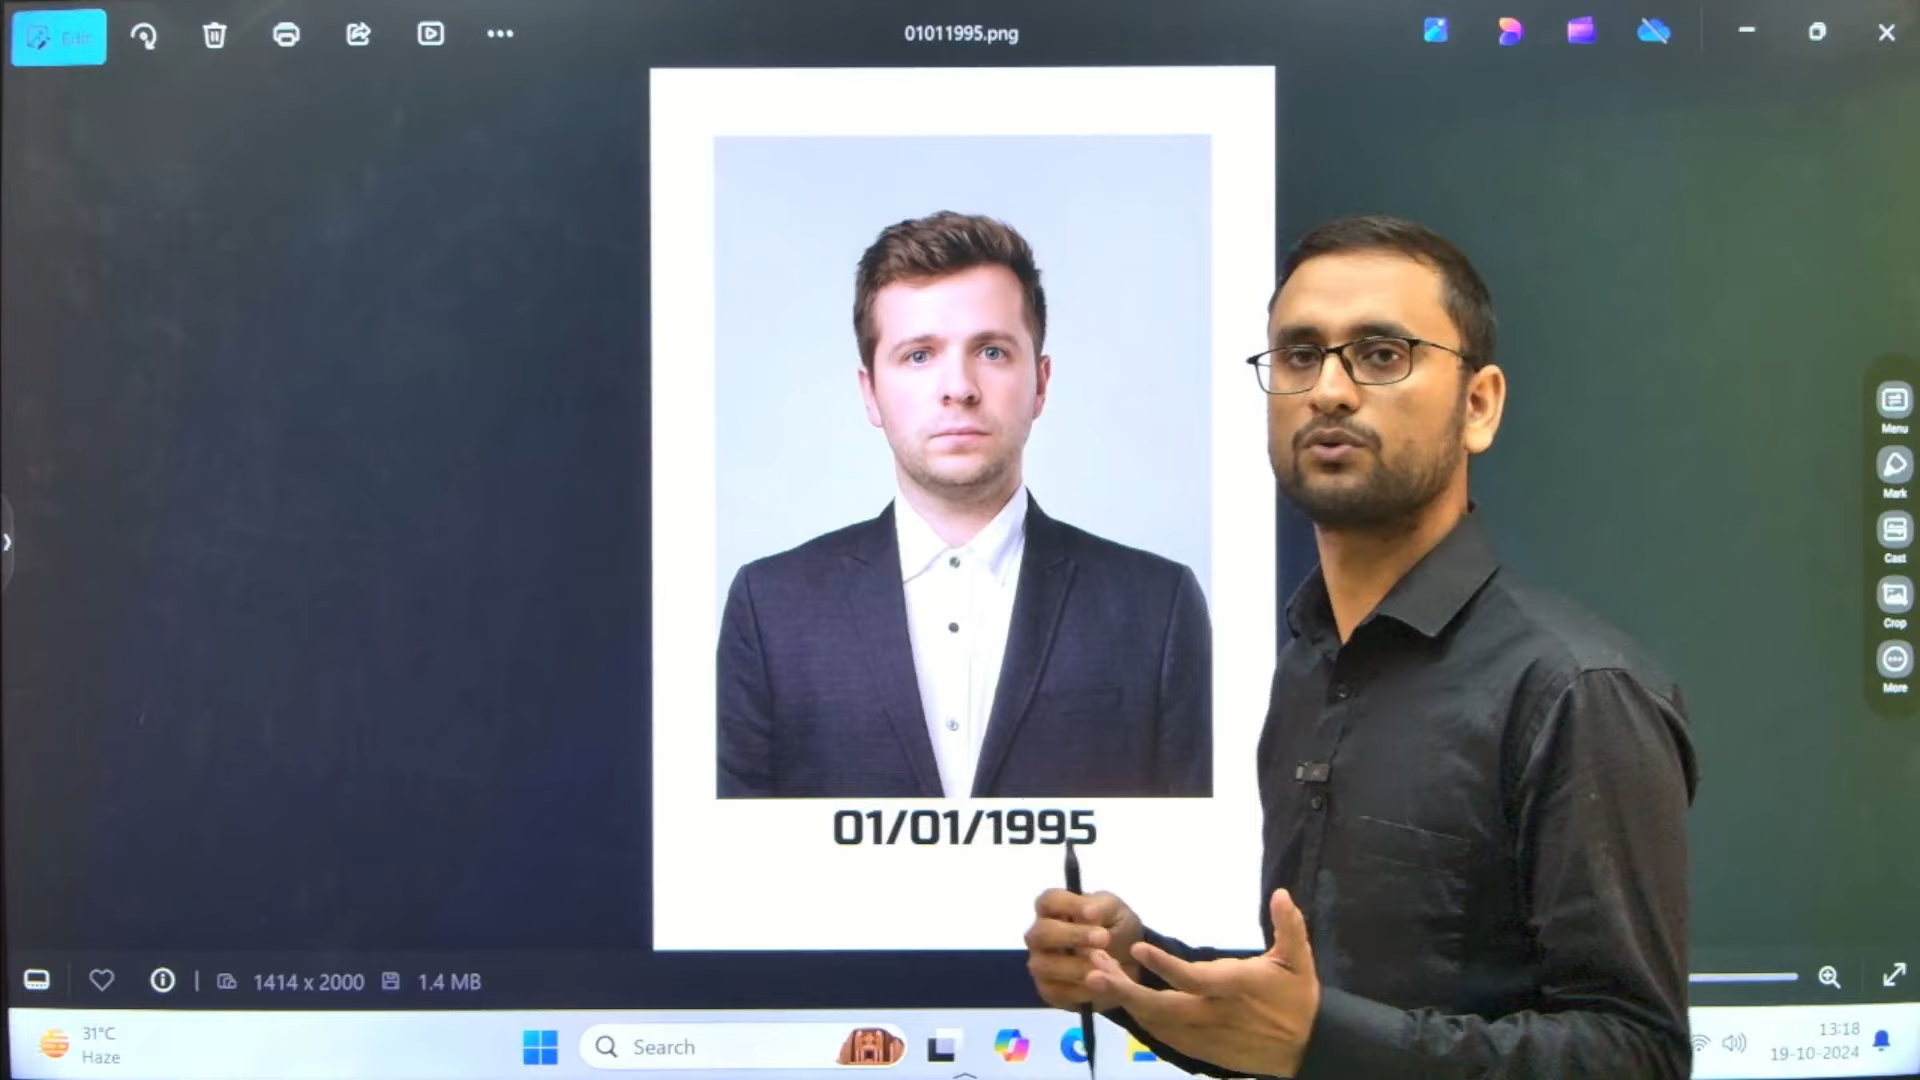 Edit
01011995.png
01/01/1995
Menu
Mark
Cast
Crop
More
1414 x 2000
1.4 MB
31°C
Haze
Search
13:18
19-10-2024